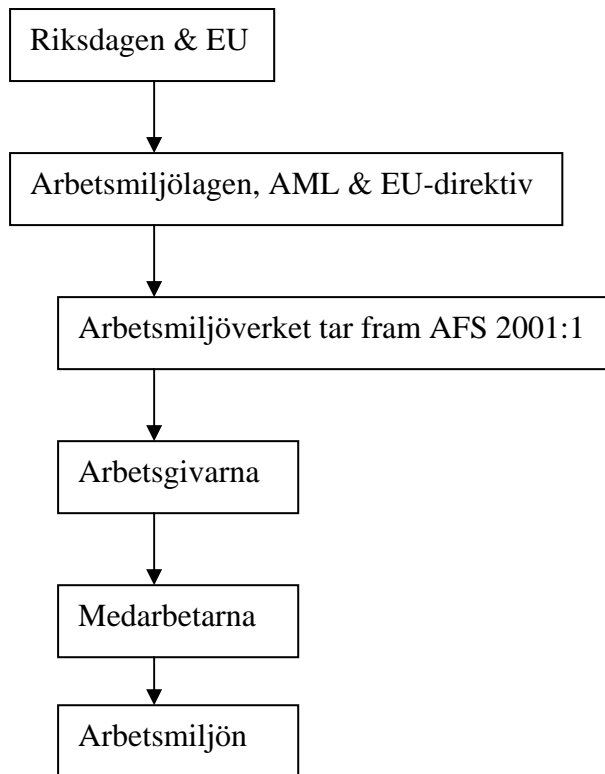 Riksdagen & EU
Arbetsmiljölagen, AML & EU-direktiv
Arbetsmiljöverket tar fram AFS 2001:1
Arbetsgivarna
Medarbetarna
Arbetsmiljön